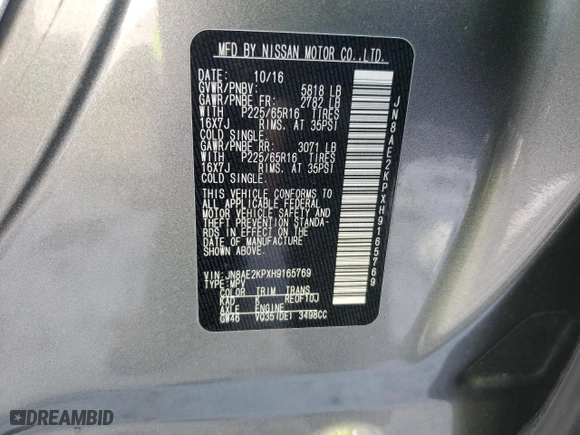 MFD BY NISSAN MOTOR CO.,LTD.
DATE: 10/16
GVWR/PNBV: 5818 LB
GAWR/PNBE FR: 2782 LB
WITH P225/65R16 TIRES
16X7J RIMS, AT 35PSI
COLD SINGLE.
GAWR/PNBE RR: 3071 LB
WITH P225/65R16 TIRES
16X7J RIMS, AT 35PSI
COLD SINGLE.
THIS VEHICLE CONFORMS TO
ALL APPLICABLE FEDERAL
MOTOR VEHICLE SAFETY AND
THEFT PREVENTION STANDA-
RDS IN EFFECT ON THE
DATE OF MANUFACTURE
SHOWN ABOVE.
VIN:JN8AE2KPXH9165769
TYPE:MPV
COLOR TRIM TRANS
KAD K RE0F10J
AXLE ENGINE
GW46 VQ35(DE) 3498CC
JN8AE2KPXH9165769
DREAMBID